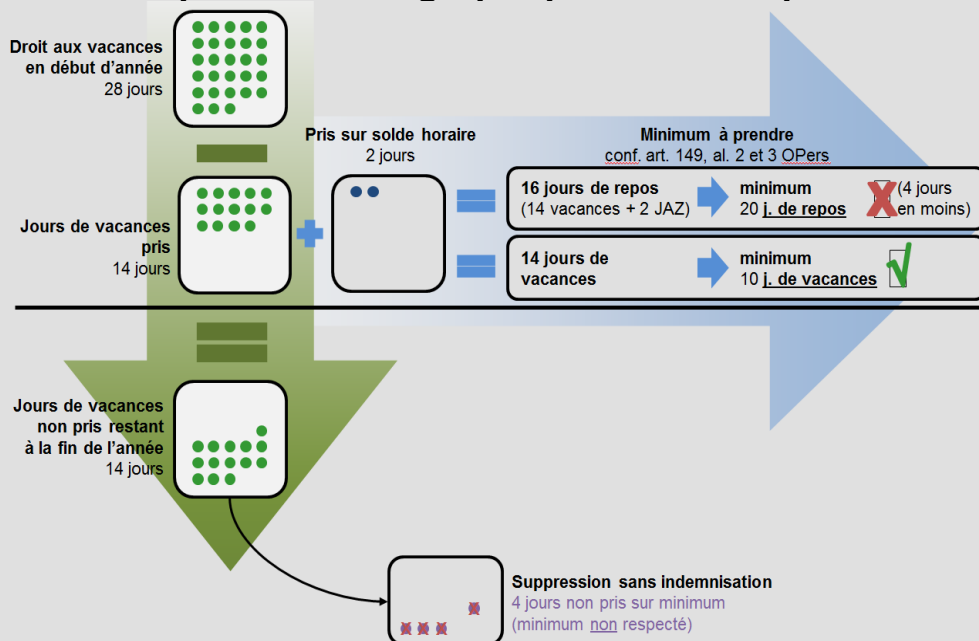 Droit aux vacances
en début d'année
28 jours
Pris sur solde horaire
2 jours
Minimum à prendre
conf. art. 149, al. 2 et 3 OPers
16 jours de repos
(14 vacances + 2 JAZ)
minimum
20 j. de repos
(4 jours
en moins)
Jours de vacances
pris
14 jours
14 jours de
vacances
minimum
10 j. de vacances
Jours de vacances
non pris restant
à la fin de l'année
14 jours
Suppression sans indemnisation
4 jours non pris sur minimum
(minimum non respecté)